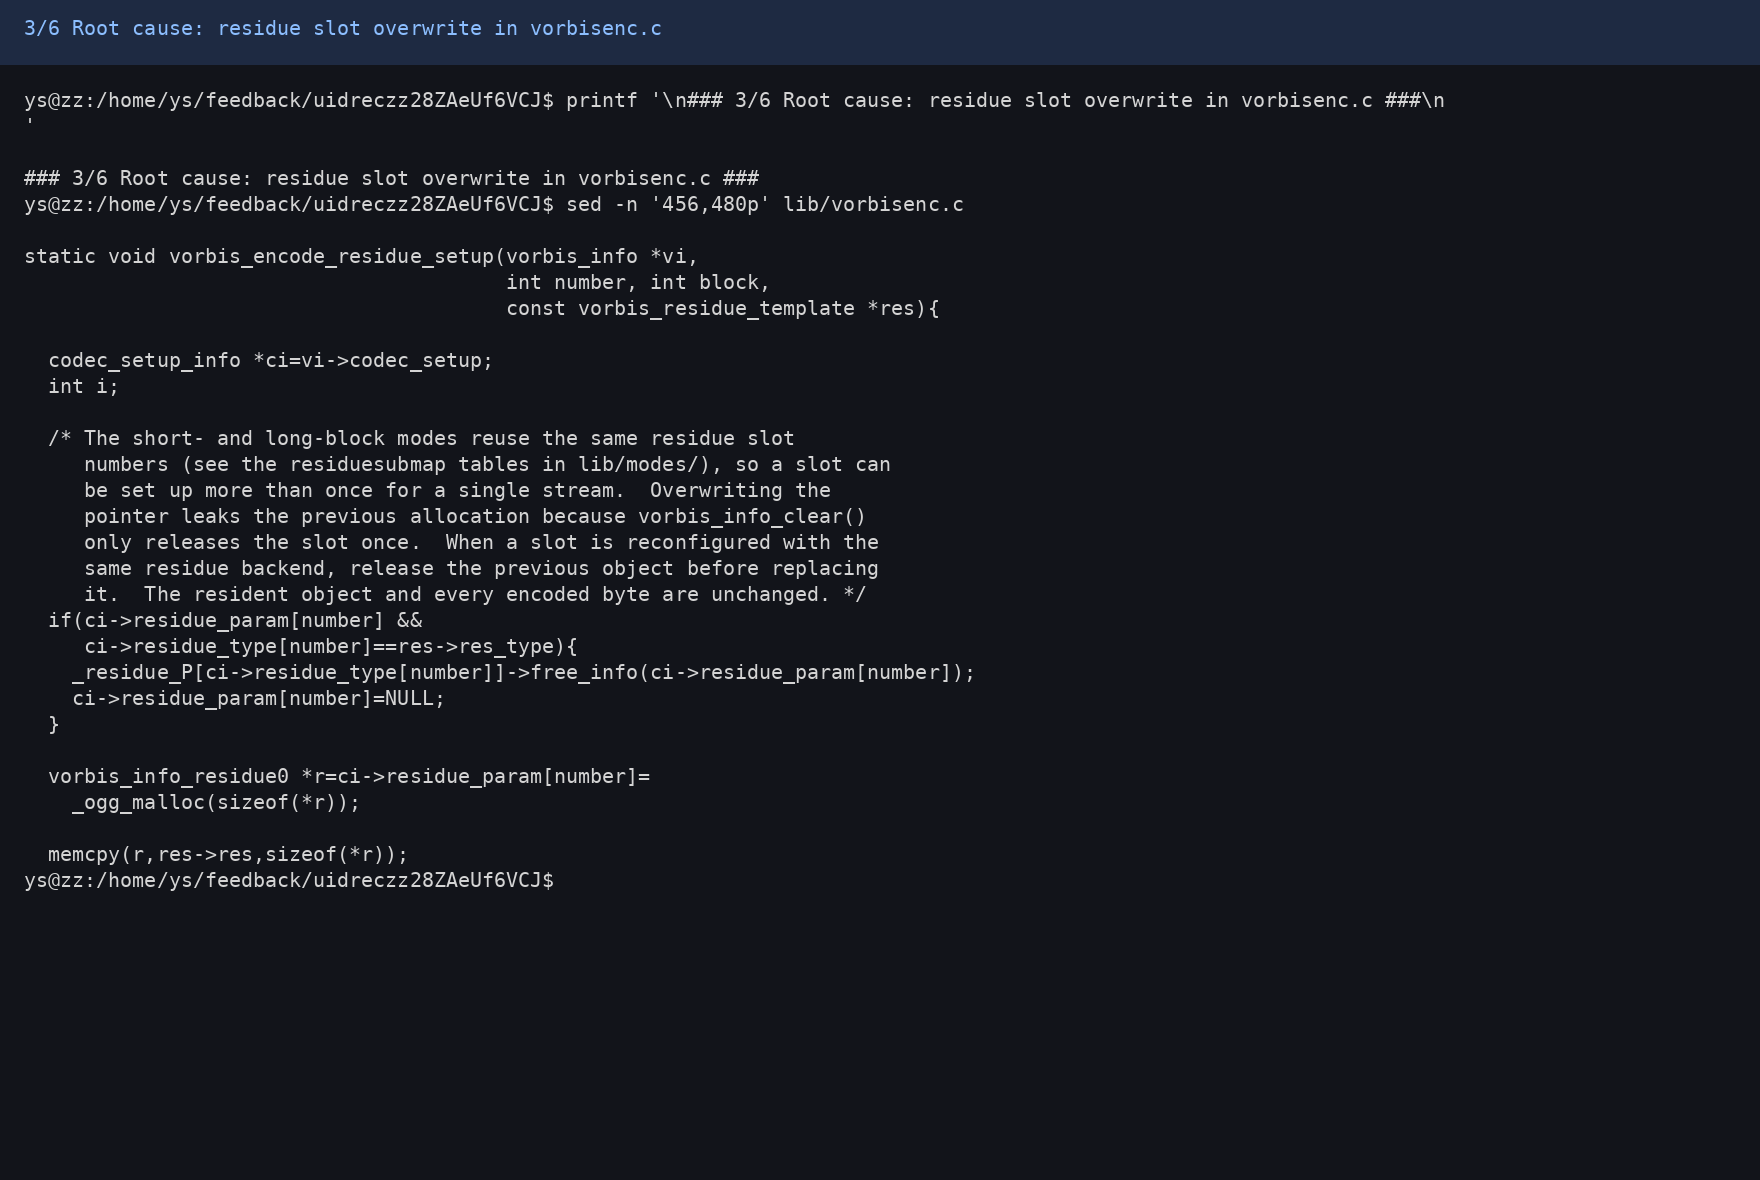 3/6 Root cause: residue slot overwrite in vorbisenc.c
ys@zz:/home/ys/feedback/uidreczz28ZAeUf6VCJ$ printf '\n### 3/6 Root cause: residue slot overwrite in vorbisenc.c ###\n
'
### 3/6 Root cause: residue slot overwrite in vorbisenc.c ###
ys@zz:/home/ys/feedback/uidreczz28ZAeUf6VCJ$ sed -n '456,480p' lib/vorbisenc.c
static void vorbis_encode_residue_setup(vorbis_info *vi,
                                        int number, int block,
                                        const vorbis_residue_template *res){
  codec_setup_info *ci=vi->codec_setup;
  int i;
  /* The short- and long-block modes reuse the same residue slot
     numbers (see the residuesubmap tables in lib/modes/), so a slot can
     be set up more than once for a single stream.  Overwriting the
     pointer leaks the previous allocation because vorbis_info_clear()
     only releases the slot once.  When a slot is reconfigured with the
     same residue backend, release the previous object before replacing
     it.  The resident object and every encoded byte are unchanged. */
  if(ci->residue_param[number] &&
     ci->residue_type[number]==res->res_type){
    _residue_P[ci->residue_type[number]]->free_info(ci->residue_param[number]);
    ci->residue_param[number]=NULL;
  }
  vorbis_info_residue0 *r=ci->residue_param[number]=
    _ogg_malloc(sizeof(*r));
  memcpy(r,res->res,sizeof(*r));
ys@zz:/home/ys/feedback/uidreczz28ZAeUf6VCJ$